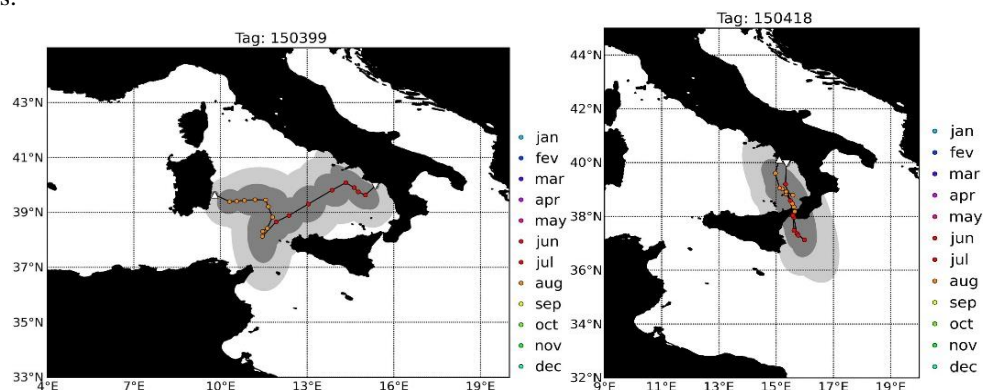 s.
Tag: 150399
43°N
41°N
39°N
37°N
35°N
33°N
4°E 7°E 10°E 13°E 16°E 19°E
jan
fev
mar
apr
may
jun
jul
aug
sep
oct
nov
dec
Tag: 150418
44°N
42°N
40°N
38°N
36°N
34°N
32°N
9°E 11°E 13°E 15°E 17°E 19°E
jan
fev
mar
apr
may
jun
jul
aug
sep
oct
nov
dec